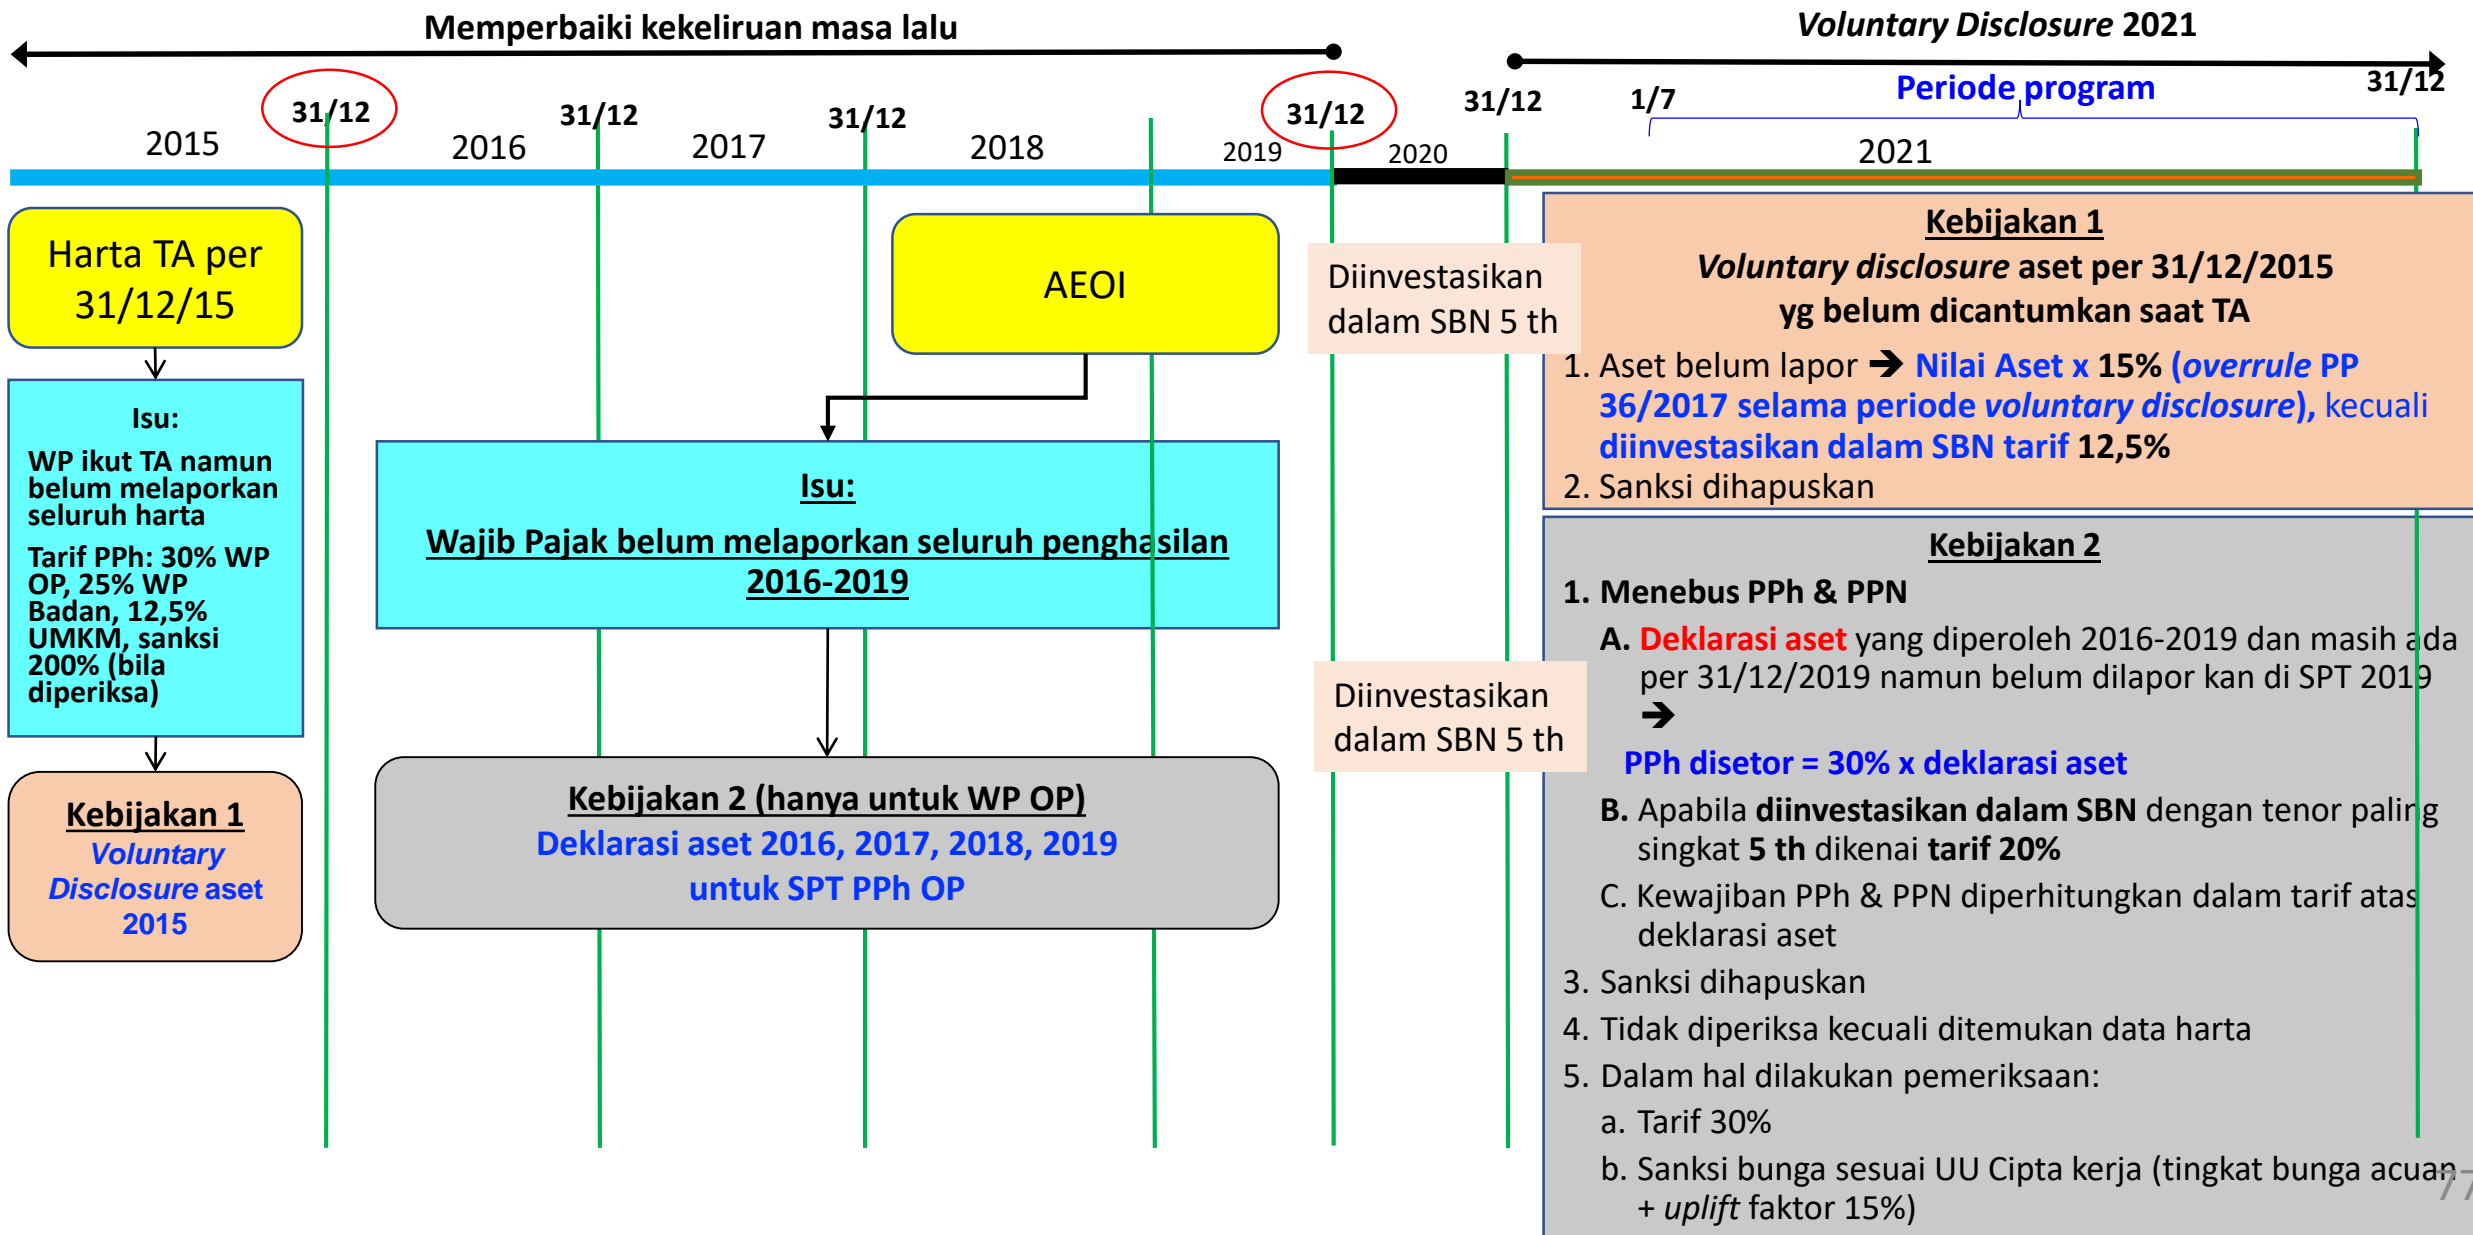 Memperbaiki kekeliruan masa lalu
Voluntary Disclosure 2021
31/12
31/12
31/12
31/12
31/12
1/7
Periode program
31/12
2015
2016
2017
2018
2019
2020
2021
Harta TA per
31/12/15
Isu:
WP ikut TA namun
belum melaporkan
seluruh harta
Tarif PPh: 30% WP
OP, 25% WP
Badan, 12,5%
UMKM, sanksi
200% (bila
diperiksa)
Kebijakan 1
Voluntary
Disclosure aset
2015
AEOI
Isu:
Wajib Pajak belum melaporkan seluruh penghasilan
2016-2019
Kebijakan 2 (hanya untuk WP OP)
Deklarasi aset 2016, 2017, 2018, 2019
untuk SPT PPh OP
Diinvestasikan
dalam SBN 5 th
Diinvestasikan
dalam SBN 5 th
Kebijakan 1
Voluntary disclosure aset per 31/12/2015
yg belum dicantumkan saat TA
1. Aset belum lapor ➔ Nilai Aset x 15% (overrule PP
36/2017 selama periode voluntary disclosure), kecuali
diinvestasikan dalam SBN tarif 12,5%
2. Sanksi dihapuskan
Kebijakan 2
1. Menebus PPh & PPN
A. Deklarasi aset yang diperoleh 2016-2019 dan masih ada
per 31/12/2019 namun belum dilapor kan di SPT 2019
➔
PPh disetor = 30% x deklarasi aset
B. Apabila diinvestasikan dalam SBN dengan tenor paling
singkat 5 th dikenai tarif 20%
C. Kewajiban PPh & PPN diperhitungkan dalam tarif atas
deklarasi aset
3. Sanksi dihapuskan
4. Tidak diperiksa kecuali ditemukan data harta
5. Dalam hal dilakukan pemeriksaan:
a. Tarif 30%
b. Sanksi bunga sesuai UU Cipta kerja (tingkat bunga acuan
+ uplift faktor 15%)
77